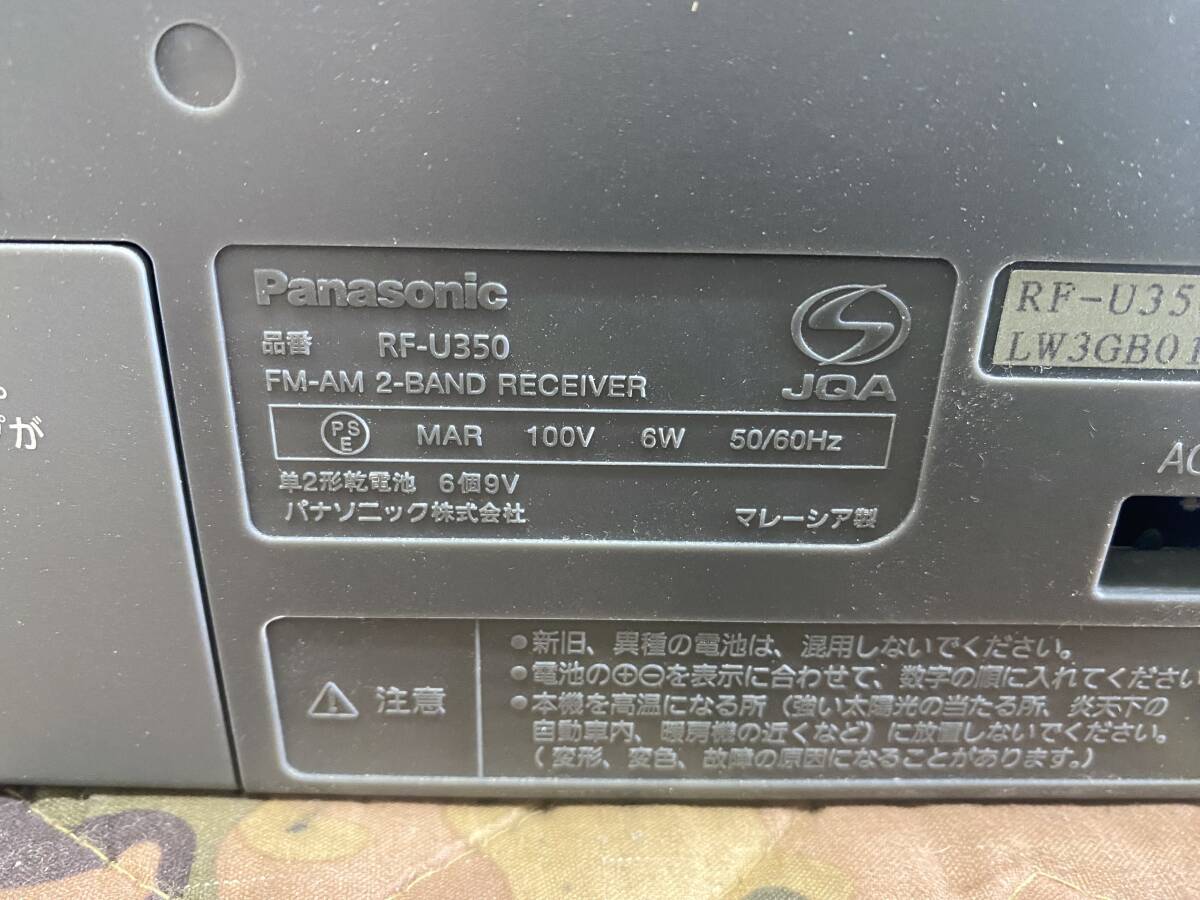 Panasonic
品番 RF-U350
FM-AM 2-BAND RECEIVER
JQA
PSE MAR 100V 6W 50/60Hz
単2形乾電池 6個9V
パナソニック株式会社 マレーシア製
RF-U35
LW3GB01
AC
が
注意
●新旧、異種の電池は、混用しないでください。
●電池の⊕⊖を表示に合わせて、数字の順に入れてください
●本機を高温になる所（強い太陽光の当たる所、炎天下の
自動車内、暖房機の近くなど）に放置しないでください。
（変形、変色、故障の原因になることがあります。）